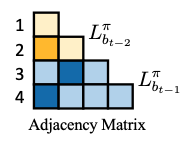 1
2 L^π_{b_{t-2}}
3
4 L^π_{b_{t-1}}
Adjacency Matrix